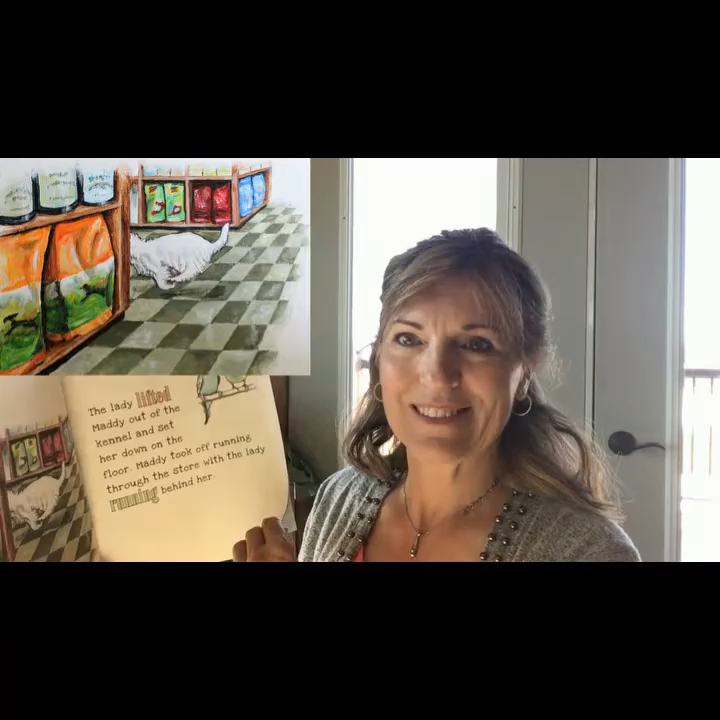 The lady lifted
Maddy out of the
kennel and set
her down on the
floor. Maddy took off running
through the store with the lady
running behind her.